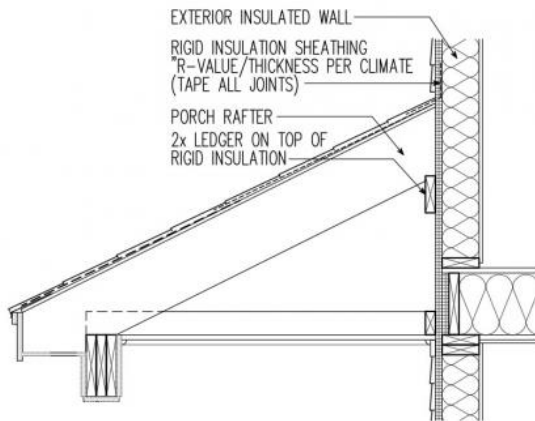 EXTERIOR INSULATED WALL
RIGID INSULATION SHEATHING
"R-VALUE/THICKNESS PER CLIMATE
(TAPE ALL JOINTS)
PORCH RAFTER
2x LEDGER ON TOP OF
RIGID INSULATION